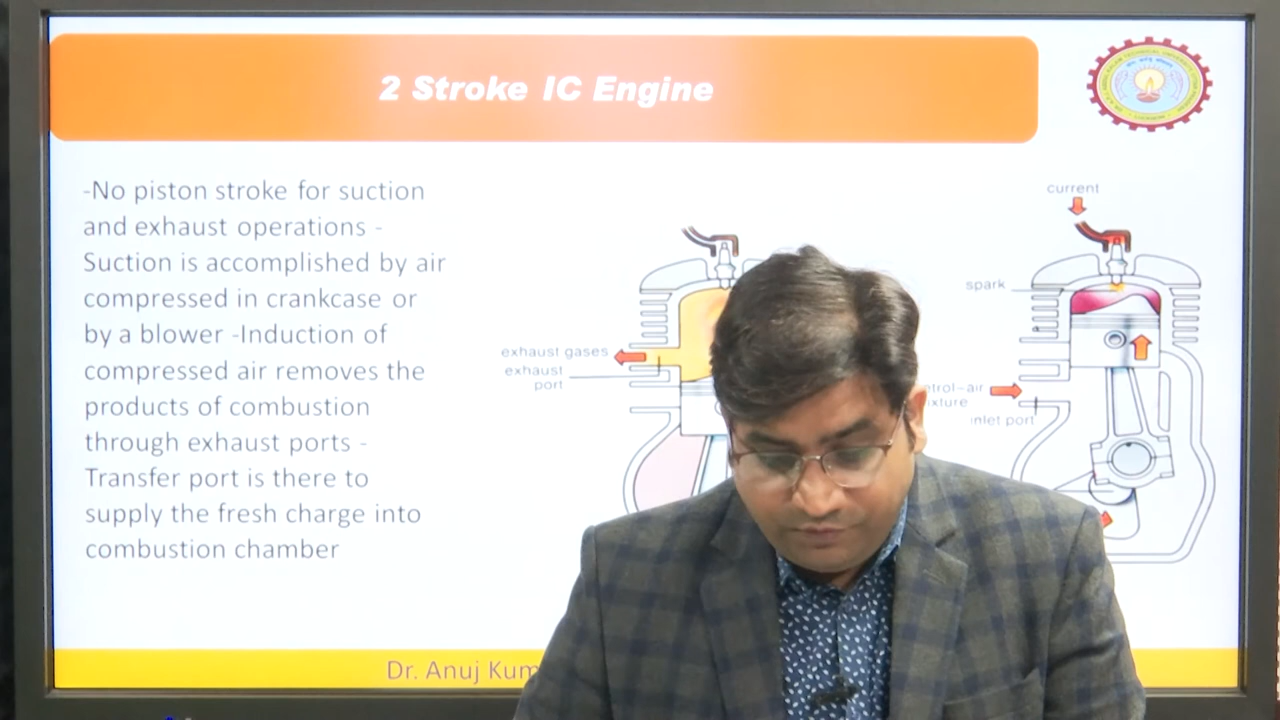 2 Stroke IC Engine
-No piston stroke for suction
and exhaust operations -
Suction is accomplished by air
compressed in crankcase or
by a blower -Induction of
compressed air removes the
products of combustion
through exhaust ports -
Transfer port is there to
supply the fresh charge into
combustion chamber
exhaust gases
exhaust
port
current
spark
inlet port
Dr. Anuj